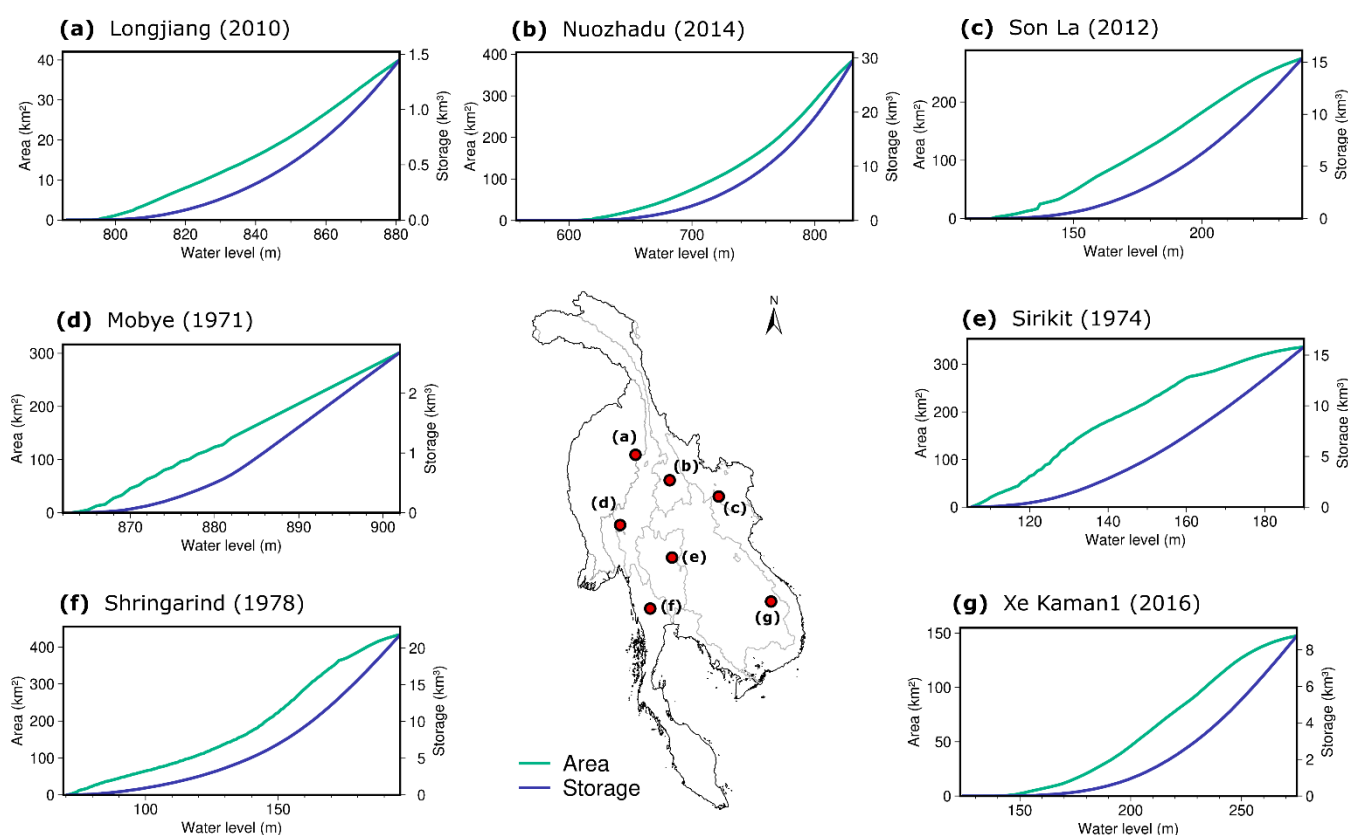 (a) Longjiang (2010)
40
30
20
10
0
Area (km²)
1.5
1.0
0.5
0.0
Storage (km³)
800 820 840 860 880
Water level (m)
(b) Nuozhadu (2014)
400
300
200
100
0
Area (km²)
30
20
10
0
Storage (km³)
600 700 800
Water level (m)
(c) Son La (2012)
200
100
0
Area (km²)
15
10
5
0
Storage (km³)
150 200
Water level (m)
(d) Mobye (1971)
300
200
100
0
Area (km²)
2
1
0
Storage (km³)
870 880 890 900
Water level (m)
N
(a)
(b)
(c)
(d)
(e)
(f)
(g)
Area
Storage
(e) Sirikit (1974)
300
200
100
0
Area (km²)
15
10
5
0
Storage (km³)
120 140 160 180
Water level (m)
(f) Shringarind (1978)
400
300
200
100
0
Area (km²)
20
15
10
5
0
Storage (km³)
100 150
Water level (m)
(g) Xe Kaman1 (2016)
150
100
50
0
Area (km²)
8
6
4
2
0
Storage (km³)
150 200 250
Water level (m)